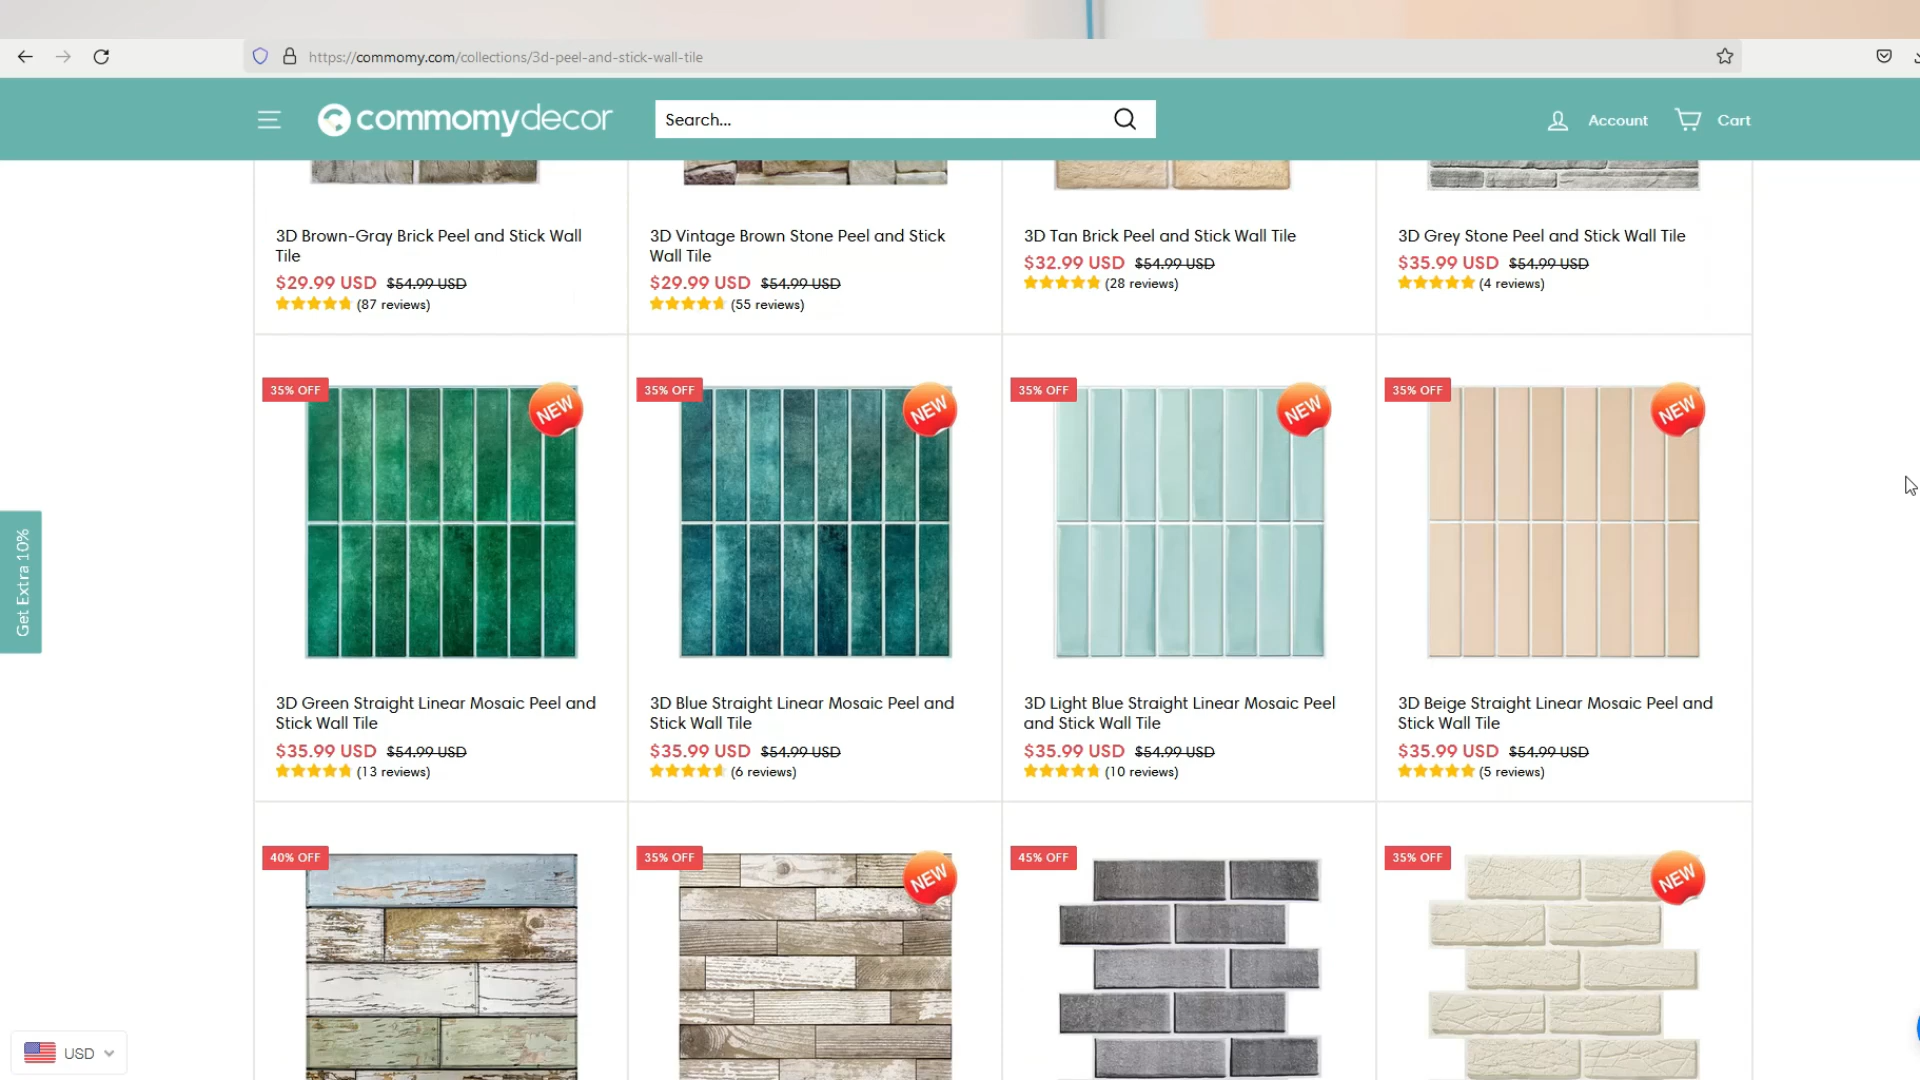 https://commomy.com/collections/3d-peel-and-stick-wall-tile
commomydecor
Search...
Account
Cart
3D Brown-Gray Brick Peel and Stick Wall
Tile
$29.99 USD $54.99 USD
(87 reviews)
3D Vintage Brown Stone Peel and Stick
Wall Tile
$29.99 USD $54.99 USD
(55 reviews)
3D Tan Brick Peel and Stick Wall Tile
$32.99 USD $54.99 USD
(28 reviews)
3D Grey Stone Peel and Stick Wall Tile
$35.99 USD $54.99 USD
(4 reviews)
35% OFF
NEW
3D Green Straight Linear Mosaic Peel and
Stick Wall Tile
$35.99 USD $54.99 USD
(13 reviews)
35% OFF
NEW
3D Blue Straight Linear Mosaic Peel and
Stick Wall Tile
$35.99 USD $54.99 USD
(6 reviews)
35% OFF
NEW
3D Light Blue Straight Linear Mosaic Peel
and Stick Wall Tile
$35.99 USD $54.99 USD
(10 reviews)
35% OFF
NEW
3D Beige Straight Linear Mosaic Peel and
Stick Wall Tile
$35.99 USD $54.99 USD
(5 reviews)
Get Extra 10%
40% OFF
35% OFF
NEW
45% OFF
35% OFF
NEW
USD